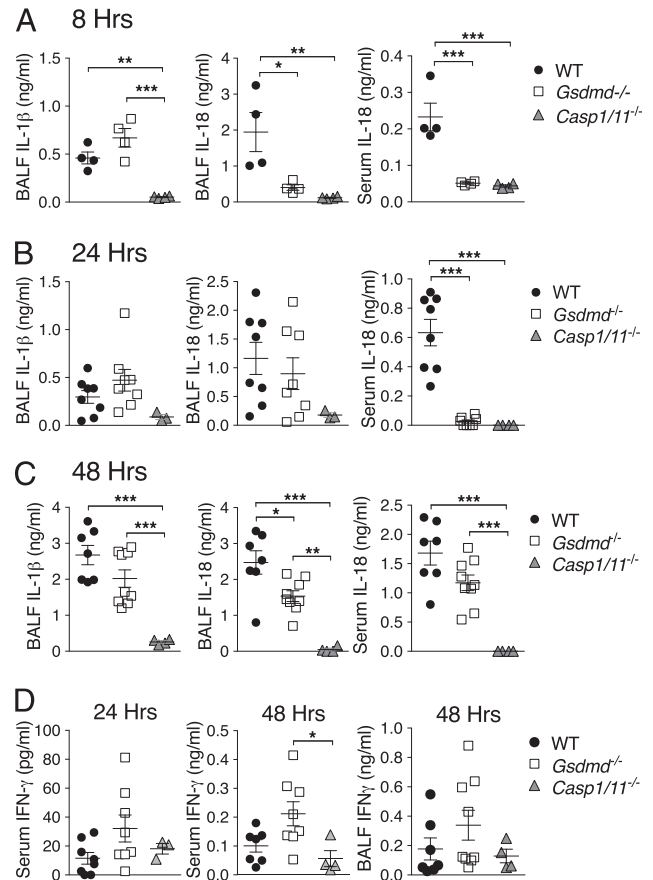 A 8 Hrs
BALF IL-1β (ng/ml)
1.5
1.0
0.5
0.0
**
***
BALF IL-18 (ng/ml)
4
3
2
1
0
**
*
Serum IL-18 (ng/ml)
0.4
0.3
0.2
0.1
0.0
***
***
WT
Gsdmd-/-
Casp1/11-/-
B 24 Hrs
BALF IL-1β (ng/ml)
1.5
1.0
0.5
0.0
BALF IL-18 (ng/ml)
2.5
2.0
1.5
1.0
0.5
0.0
Serum IL-18 (ng/ml)
1.0
0.8
0.6
0.4
0.2
0.0
***
***
WT
Gsdmd-/-
Casp1/11-/-
C 48 Hrs
BALF IL-1β (ng/ml)
4
3
2
1
0
***
***
BALF IL-18 (ng/ml)
4
3
2
1
0
***
*
**
Serum IL-18 (ng/ml)
2.5
2.0
1.5
1.0
0.5
0.0
***
***
WT
Gsdmd-/-
Casp1/11-/-
D
24 Hrs
Serum IFN-γ (pg/ml)
100
80
60
40
20
0
48 Hrs
Serum IFN-γ (ng/ml)
0.5
0.4
0.3
0.2
0.1
0.0
*
48 Hrs
BALF IFNγ (ng/ml)
1.0
0.8
0.6
0.4
0.2
0.0
WT
Gsdmd-/-
Casp1/11-/-